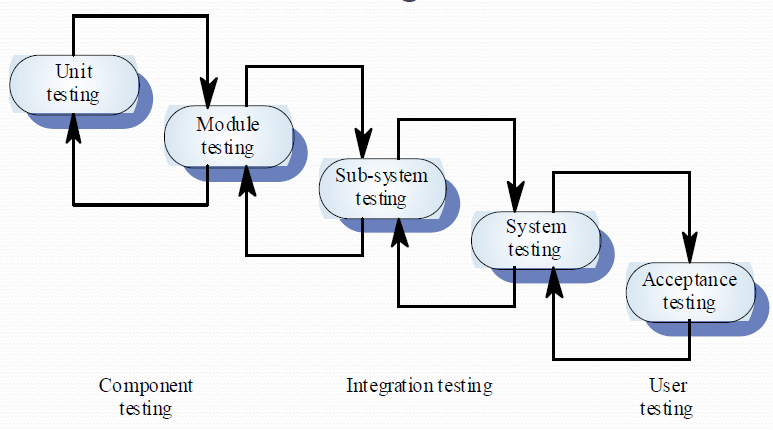 Unit
testing
Module
testing
Sub-system
testing
System
testing
Acceptance
testing
Component
testing
Integration testing
User
testing